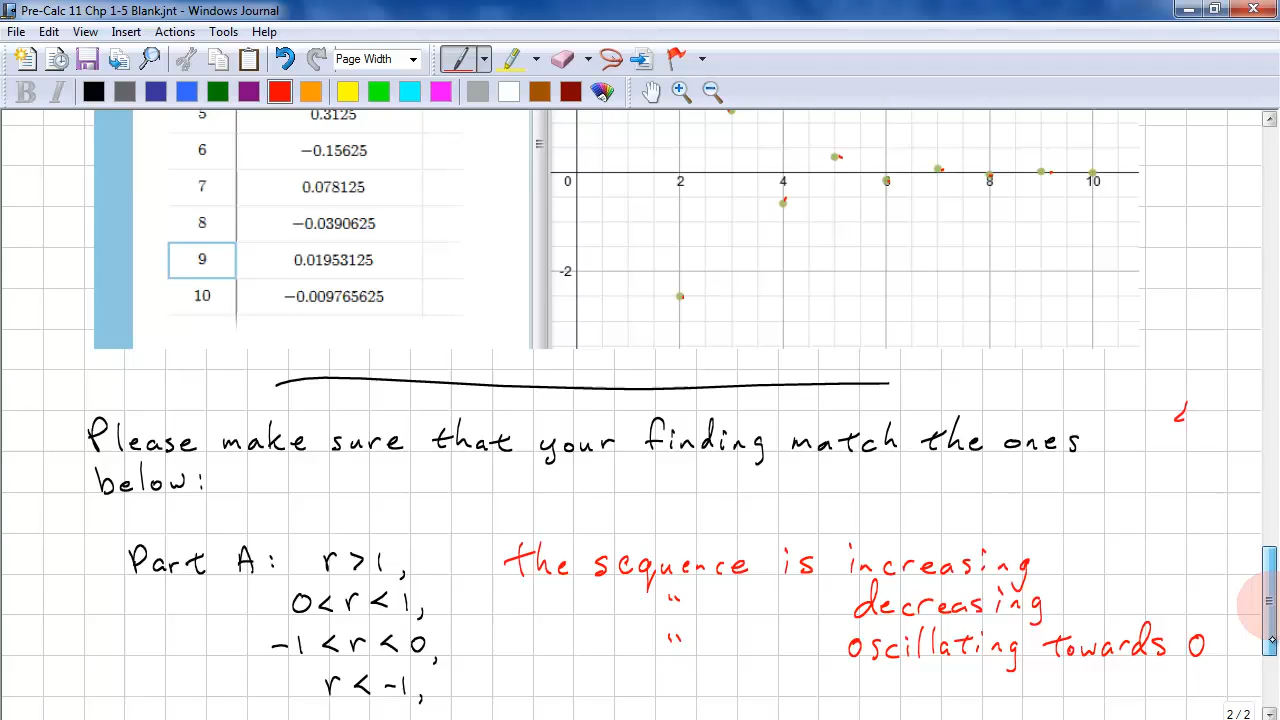 Pre-Calc 11 Chp 1-5 Blank.jnt - Windows Journal
File Edit View Insert Actions Tools Help
Page Width
B I
5 0.3125
6 −0.15625
7 0.078125
8 −0.0390625
9 0.01953125
10 −0.009765625
0 2 4 6 8 10
-2
Please make sure that your finding match the ones
below:
Part A: r > 1, the sequence is increasing
0 < r < 1, " decreasing
-1 < r < 0, " oscillating towards 0
r < -1,
2 / 2